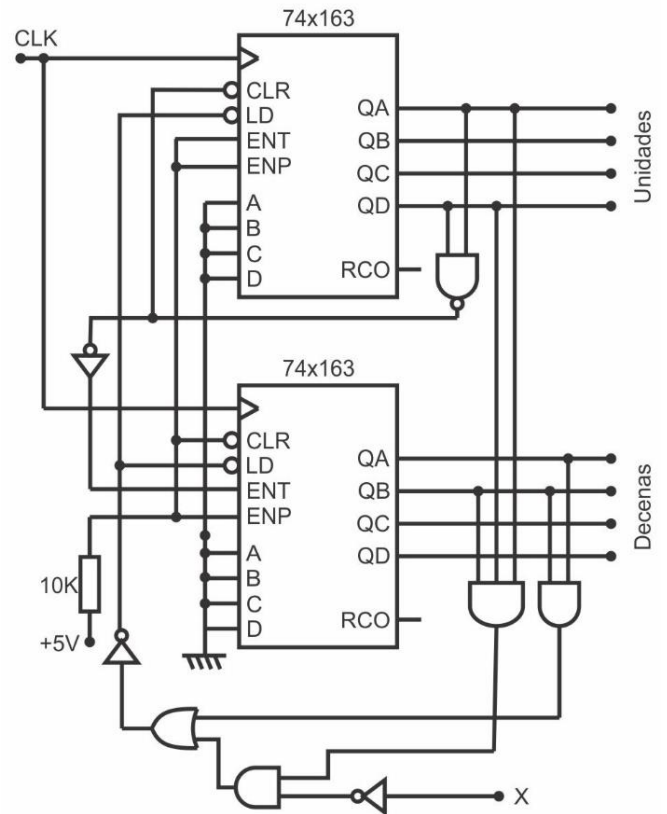 74x163
CLK
CLR
LD
ENT
ENP
A
B
C
D
QA
QB
QC
QD
RCO
Unidades
74x163
CLR
LD
ENT
ENP
A
B
C
D
QA
QB
QC
QD
RCO
Decenas
10K
+5V
X